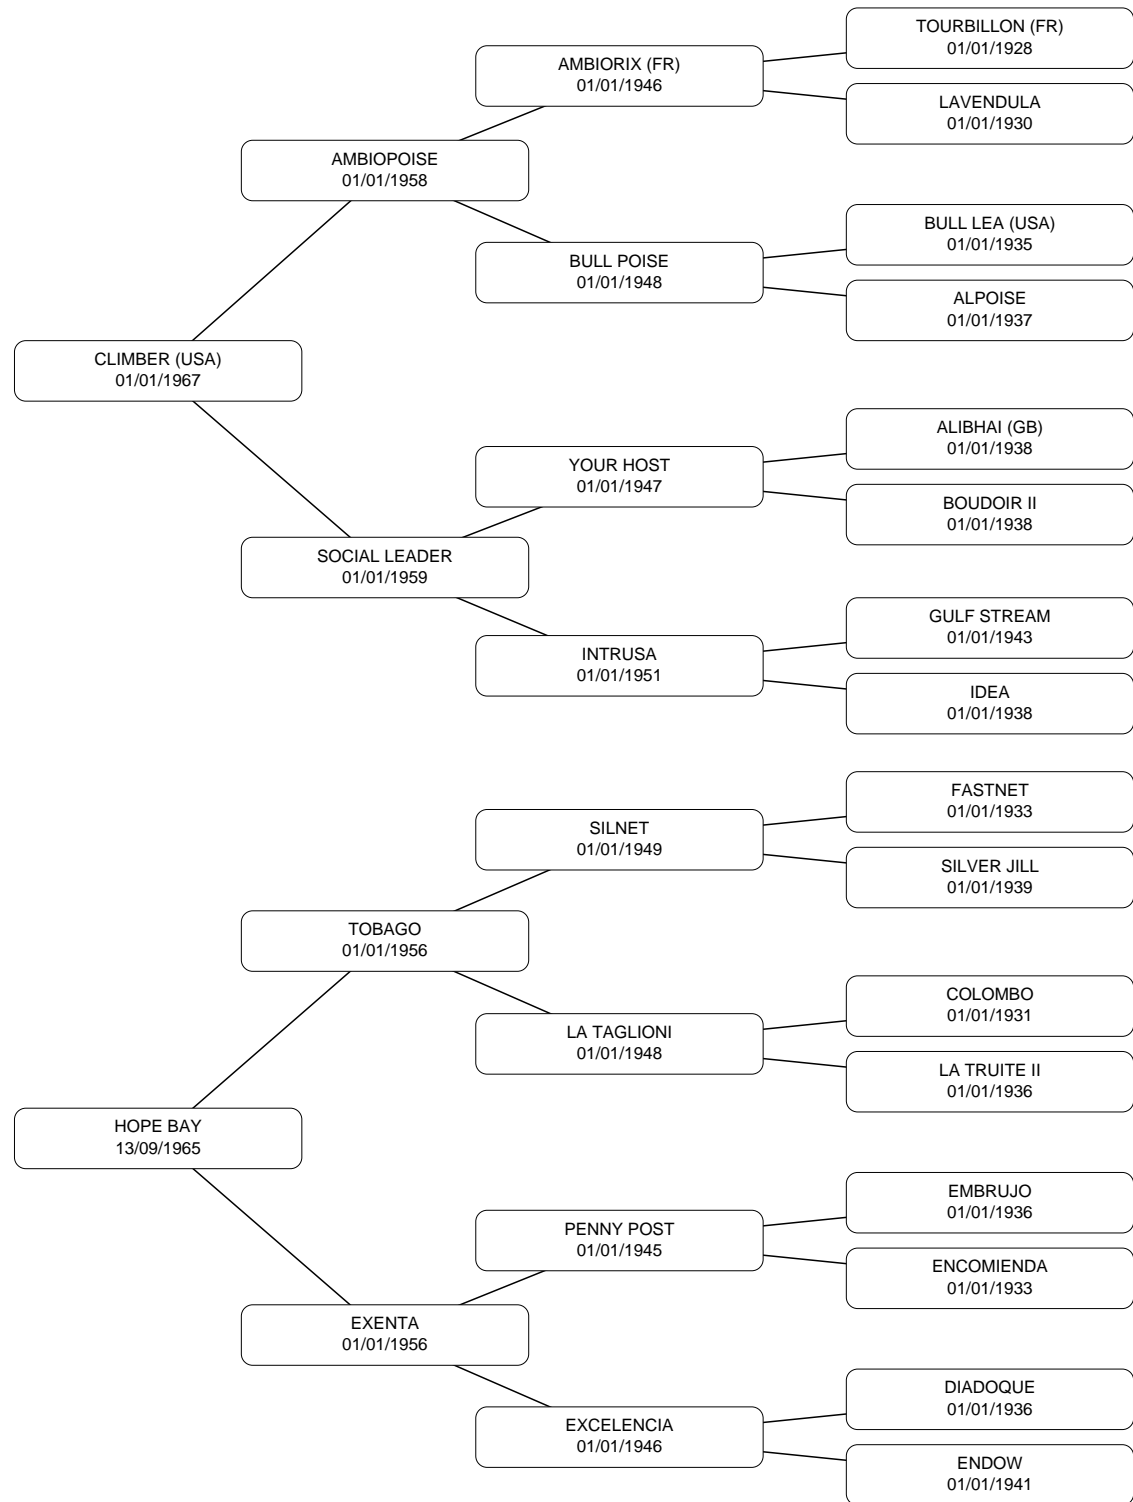 TOURBILLON (FR)
01/01/1928
AMBIORIX (FR)
01/01/1946
LAVENDULA
01/01/1930
AMBIOPOISE
01/01/1958
BULL LEA (USA)
01/01/1935
BULL POISE
01/01/1948
ALPOISE
01/01/1937
CLIMBER (USA)
01/01/1967
ALIBHAI (GB)
01/01/1938
YOUR HOST
01/01/1947
BOUDOIR II
01/01/1938
SOCIAL LEADER
01/01/1959
GULF STREAM
01/01/1943
INTRUSA
01/01/1951
IDEA
01/01/1938
FASTNET
01/01/1933
SILNET
01/01/1949
SILVER JILL
01/01/1939
TOBAGO
01/01/1956
COLOMBO
01/01/1931
LA TAGLIONI
01/01/1948
LA TRUITE II
01/01/1936
HOPE BAY
13/09/1965
EMBRUJO
01/01/1936
PENNY POST
01/01/1945
ENCOMIENDA
01/01/1933
EXENTA
01/01/1956
DIADOQUE
01/01/1936
EXCELENCIA
01/01/1946
ENDOW
01/01/1941